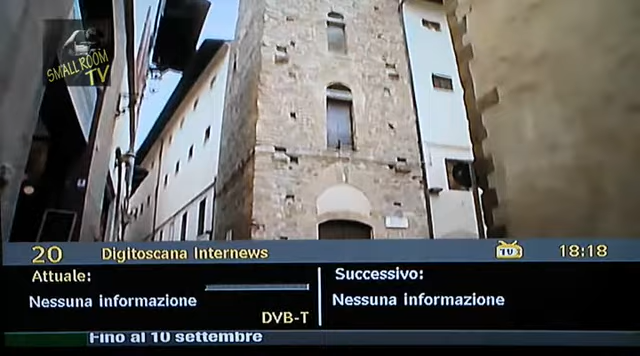 SMALL ROOM
TV
20 Digitoscana Internews TV 18:18
Attuale:
Nessuna informazione
DVB-T
Successivo:
Nessuna informazione
Fino al 10 settembre